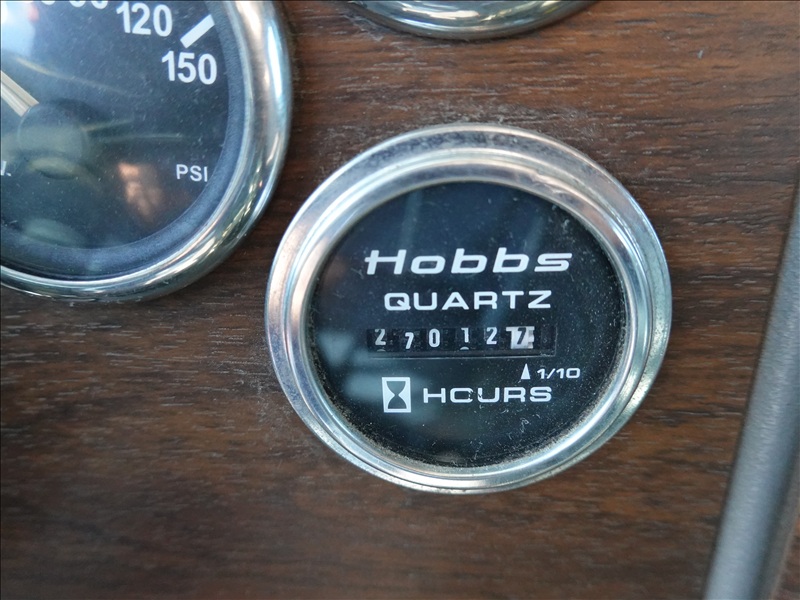 120
150
PSI
Hobbs
QUARTZ
270127
1/10
HOURS